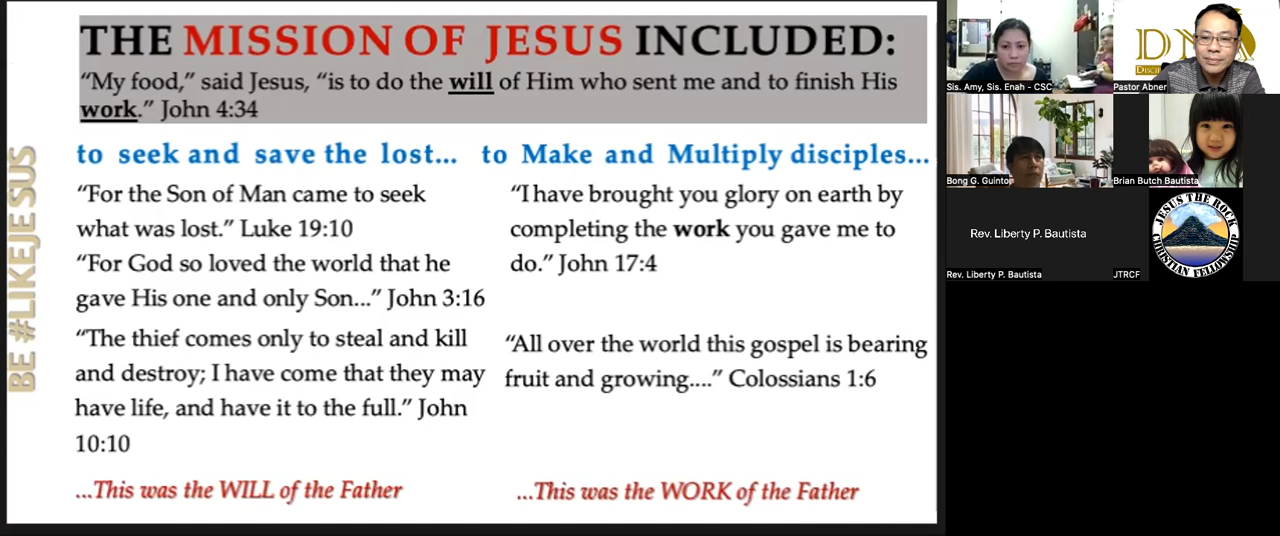 THE MISSION OF JESUS INCLUDED:
“My food,” said Jesus, “is to do the will of Him who sent me and to finish His
work.” John 4:34
BE #LIKEJESUS
to seek and save the lost...
“For the Son of Man came to seek
what was lost.” Luke 19:10
“For God so loved the world that he
gave His one and only Son...” John 3:16
“The thief comes only to steal and kill
and destroy; I have come that they may
have life, and have it to the full.” John
10:10
...This was the WILL of the Father
to Make and Multiply disciples...
“I have brought you glory on earth by
completing the work you gave me to
do.” John 17:4
“All over the world this gospel is bearing
fruit and growing....” Colossians 1:6
...This was the WORK of the Father
Sis. Amy, Sis. Enah - CSC
Pastor Abner
Bong G. Guinton
Brian Butch Bautista
Rev. Liberty P. Bautista
Rev. Liberty P. Bautista
JESUS THE ROCK
CHRISTIAN FELLOWSHIP
JTRCF